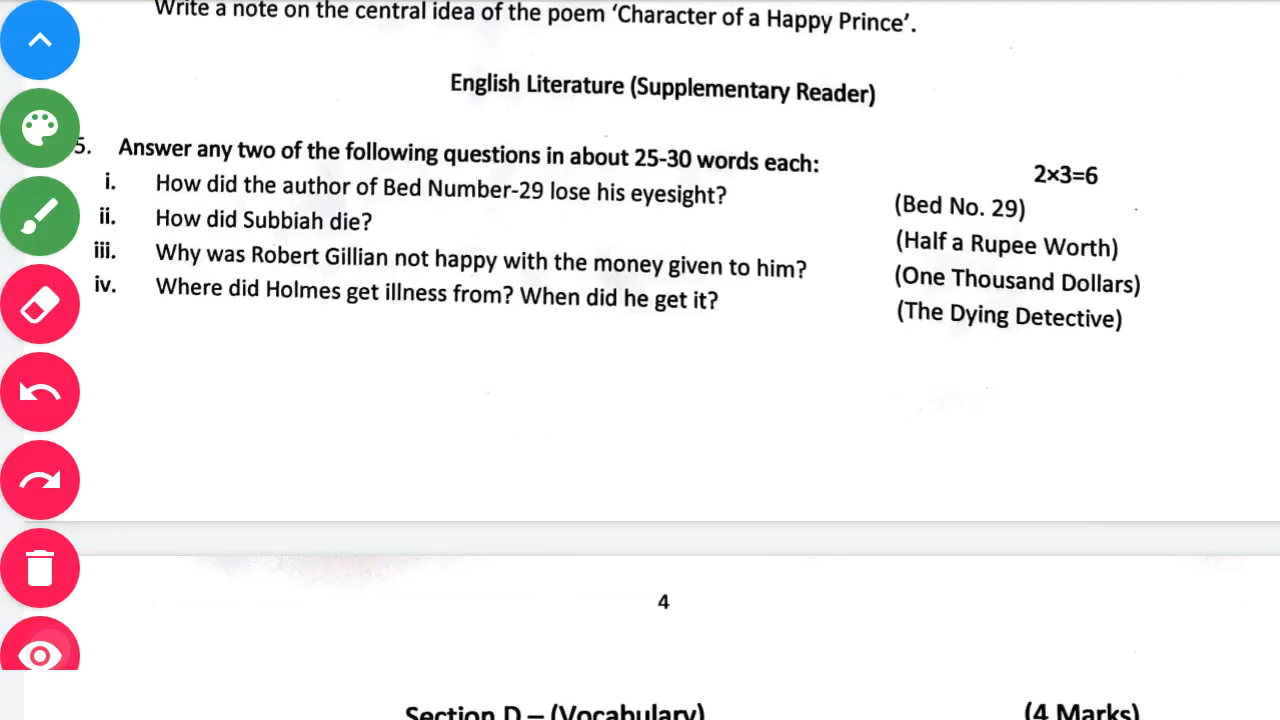 Write a note on the central idea of the poem ‘Character of a Happy Prince’.
English Literature (Supplementary Reader)
5. Answer any two of the following questions in about 25-30 words each: 2×3=6
i. How did the author of Bed Number-29 lose his eyesight? (Bed No. 29)
ii. How did Subbiah die? (Half a Rupee Worth)
iii. Why was Robert Gillian not happy with the money given to him? (One Thousand Dollars)
iv. Where did Holmes get illness from? When did he get it? (The Dying Detective)
4
Section D – (Vocabulary) (4 Marks)